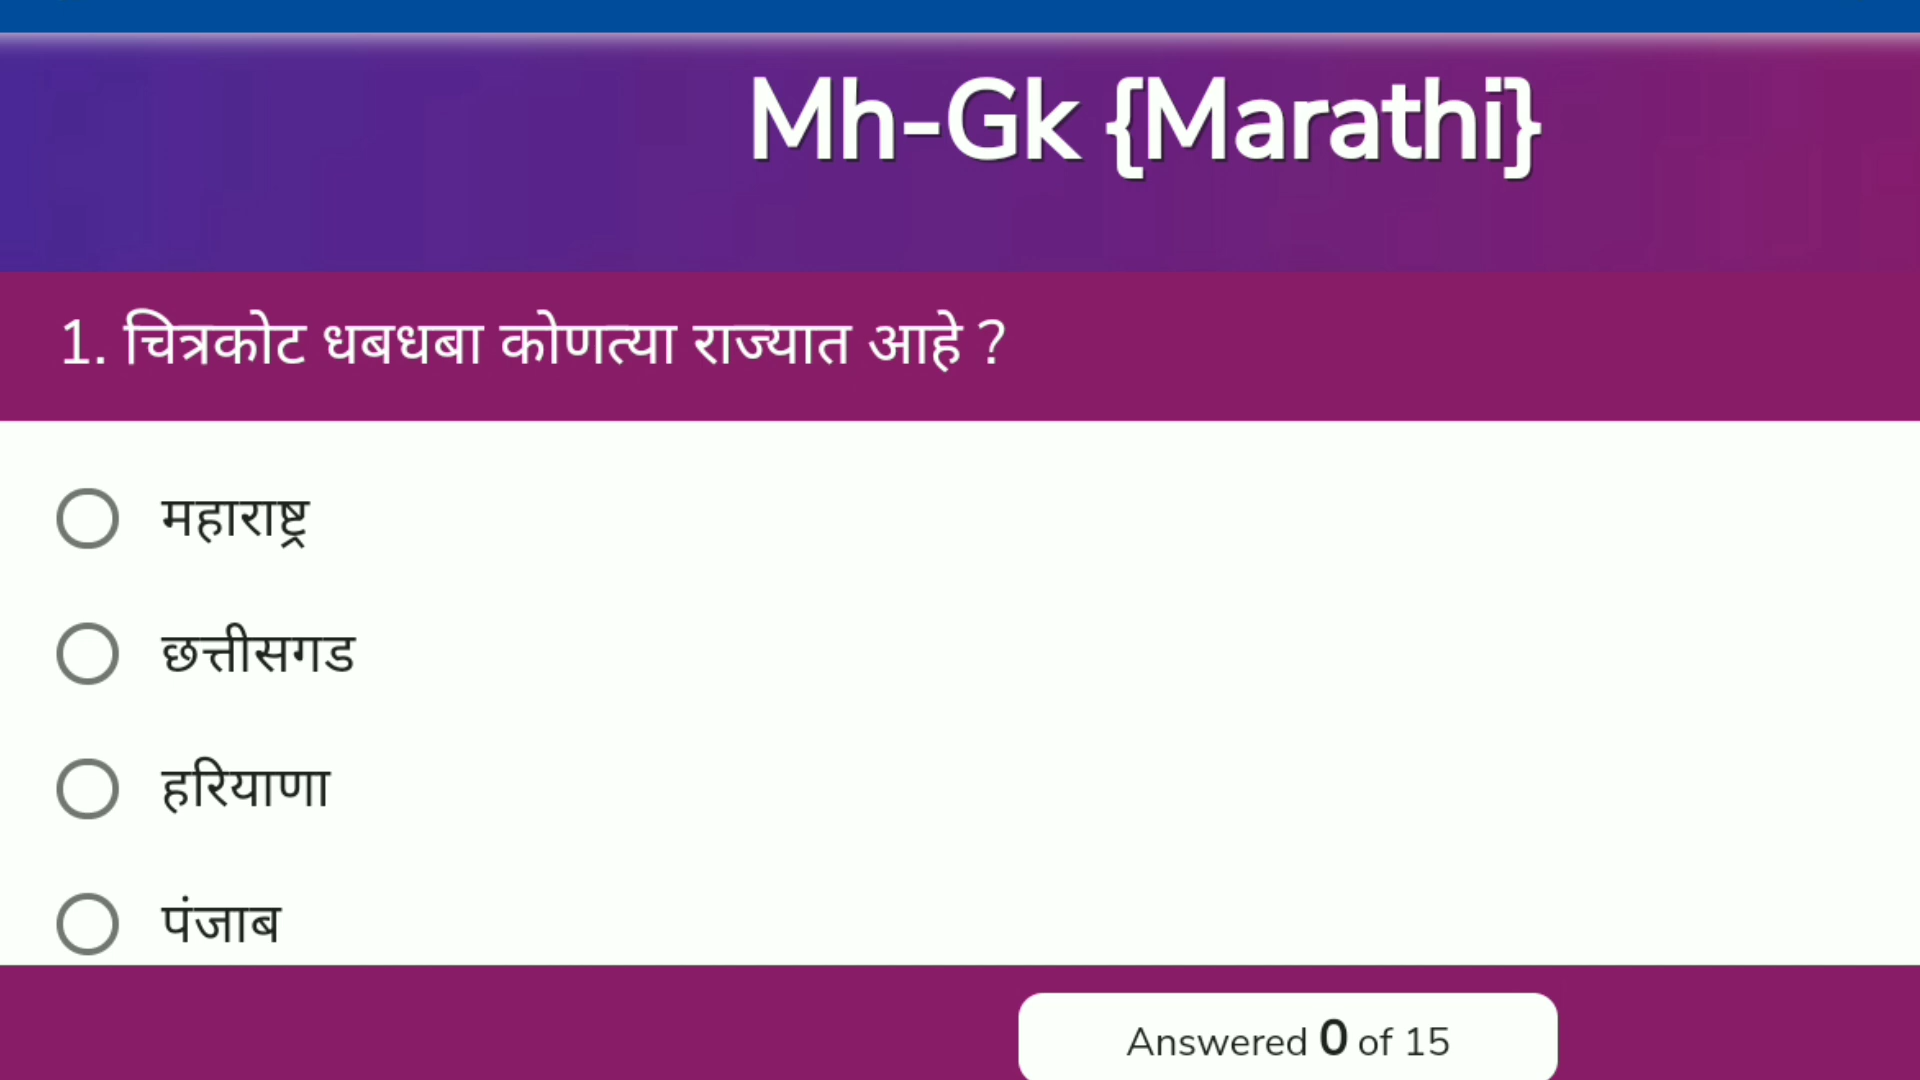 Mh-Gk {Marathi}
1. चित्रकोट धबधबा कोणत्या राज्यात आहे ?
महाराष्ट्र
छत्तीसगड
हरियाणा
पंजाब
Answered 0 of 15